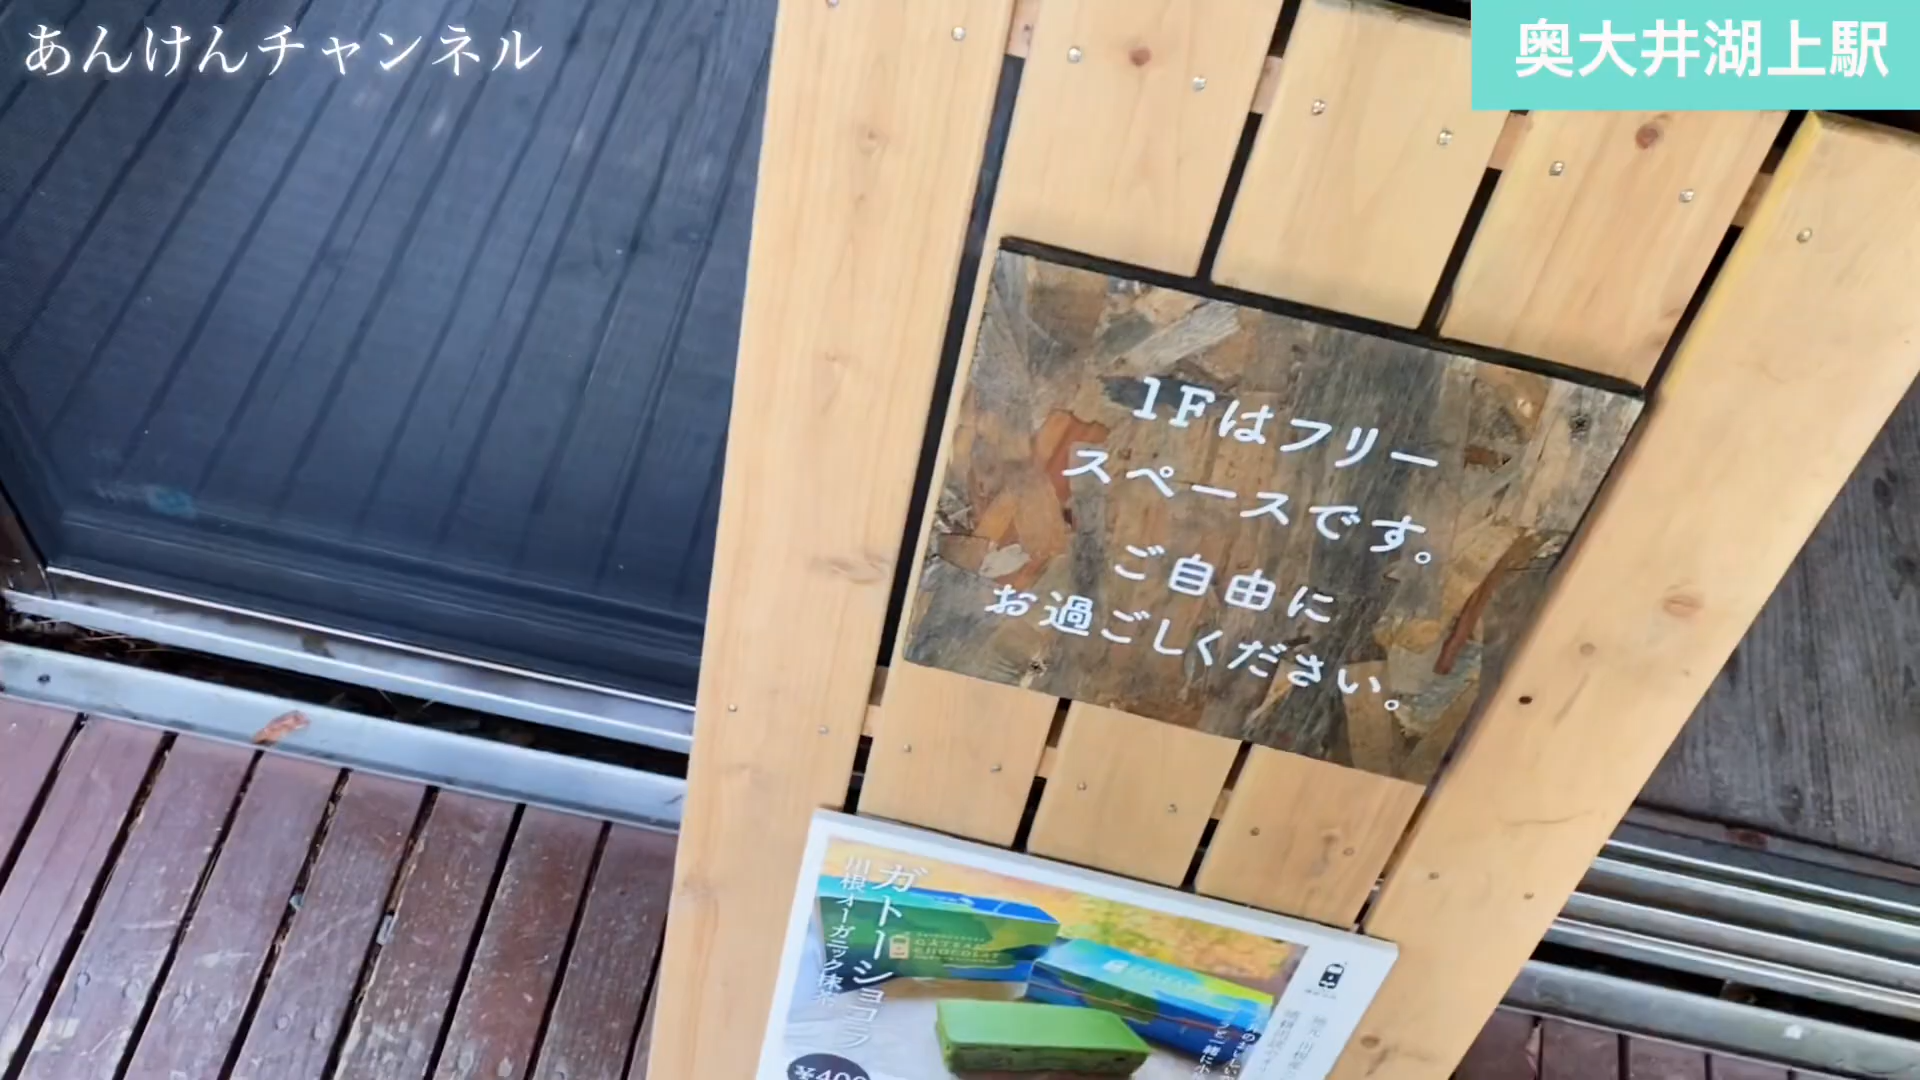 あんけんチャンネル
奥大井湖上駅
1Fはフリー
スペースです。
ご自由に
お過ごしください。
ガトーショコラ
川根オーガニック抹茶
GÂTEAU
CHOCOLAT